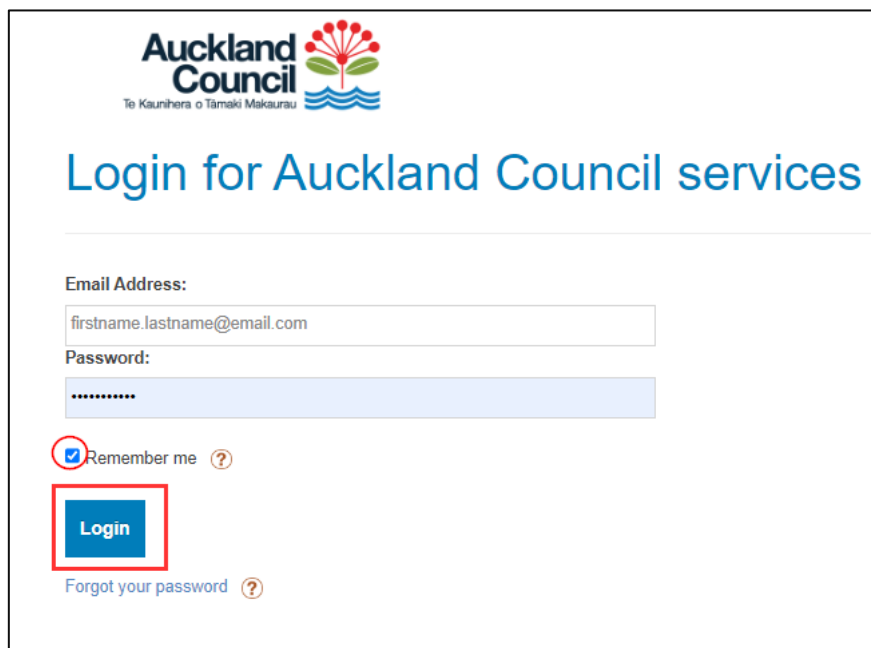 Auckland
Council
Te Kaunihera o Tāmaki Makaurau
Login for Auckland Council services
Email Address:
firstname.lastname@email.com
Password:
•••••••••••
Remember me ?
Login
Forgot your password ?